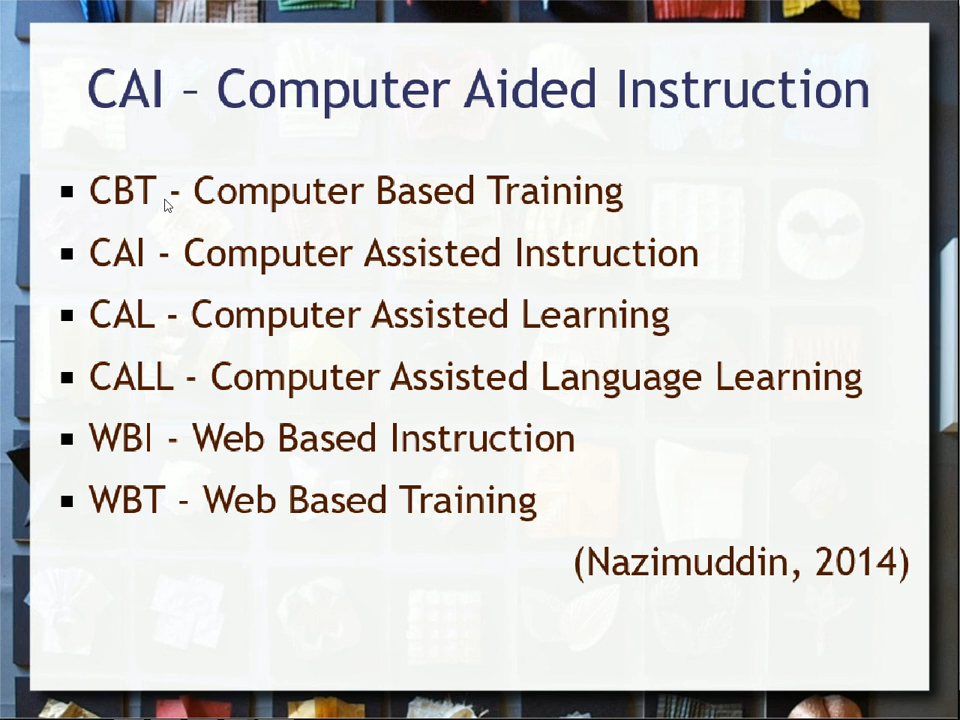 CAI – Computer Aided Instruction
▪ CBT - Computer Based Training
▪ CAI - Computer Assisted Instruction
▪ CAL - Computer Assisted Learning
▪ CALL - Computer Assisted Language Learning
▪ WBI - Web Based Instruction
▪ WBT - Web Based Training
(Nazimuddin, 2014)